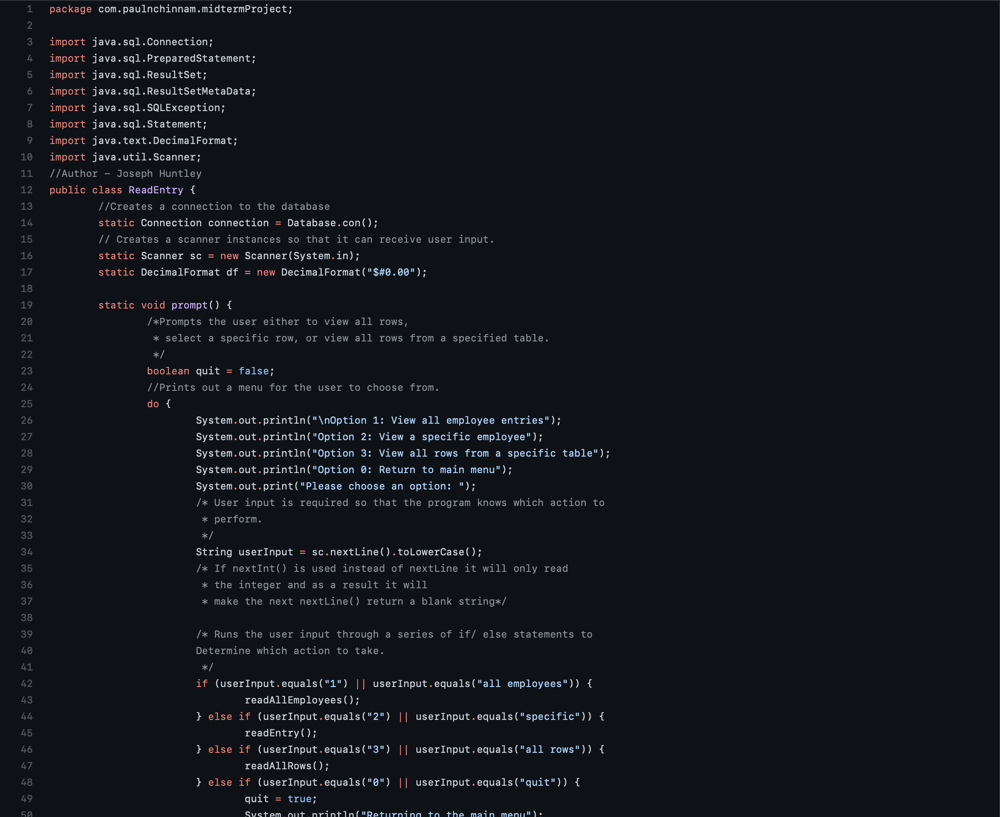 1 package com.paulnchinnam.midtermProject;
2
3 import java.sql.Connection;
4 import java.sql.PreparedStatement;
5 import java.sql.ResultSet;
6 import java.sql.ResultSetMetaData;
7 import java.sql.SQLException;
8 import java.sql.Statement;
9 import java.text.DecimalFormat;
10 import java.util.Scanner;
11 //Author – Joseph Huntley
12 public class ReadEntry {
13 //Creates a connection to the database
14 static Connection connection = Database.con();
15 // Creates a scanner instances so that it can receive user input.
16 static Scanner sc = new Scanner(System.in);
17 static DecimalFormat df = new DecimalFormat("$#0.00");
18
19 static void prompt() {
20 /*Prompts the user either to view all rows,
21 * select a specific row, or view all rows from a specified table.
22 */
23 boolean quit = false;
24 //Prints out a menu for the user to choose from.
25 do {
26 System.out.println("\nOption 1: View all employee entries");
27 System.out.println("Option 2: View a specific employee");
28 System.out.println("Option 3: View all rows from a specific table");
29 System.out.println("Option 0: Return to main menu");
30 System.out.print("Please choose an option: ");
31 /* User input is required so that the program knows which action to
32 * perform.
33 */
34 String userInput = sc.nextLine().toLowerCase();
35 /* If nextInt() is used instead of nextLine it will only read
36 * the integer and as a result it will
37 * make the next nextLine() return a blank string*/
38
39 /* Runs the user input through a series of if/ else statements to
40 Determine which action to take.
41 */
42 if (userInput.equals("1") || userInput.equals("all employees")) {
43 readAllEmployees();
44 } else if (userInput.equals("2") || userInput.equals("specific")) {
45 readEntry();
46 } else if (userInput.equals("3") || userInput.equals("all rows")) {
47 readAllRows();
48 } else if (userInput.equals("0") || userInput.equals("quit")) {
49 quit = true;
50 System.out.println("Returning to the main menu");